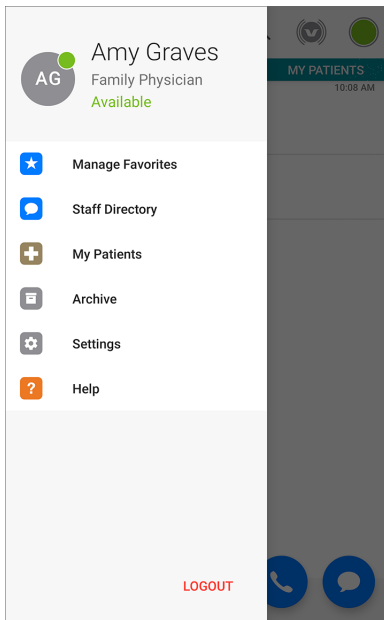 Amy Graves
AG
Family Physician
Available
MY PATIENTS
10:08 AM
Manage Favorites
Staff Directory
My Patients
Archive
Settings
? Help
LOGOUT